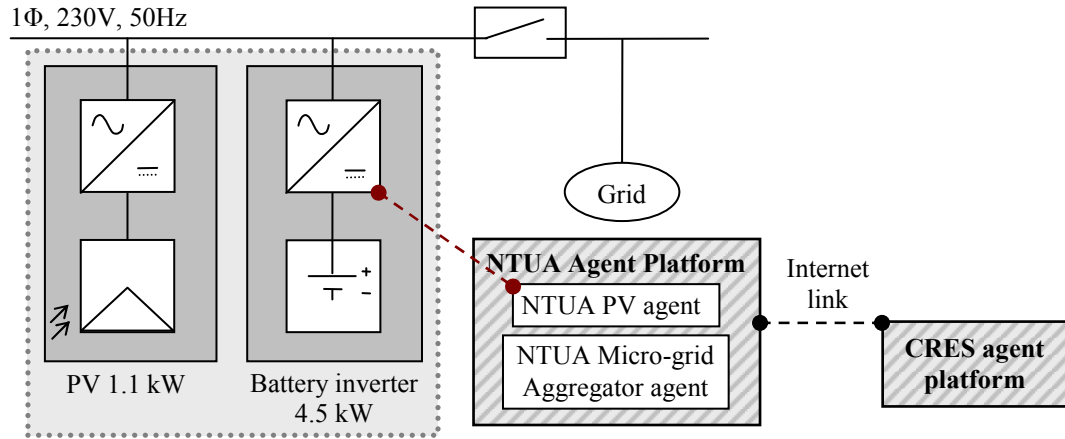 1Φ, 230V, 50Hz
Grid
+
–
PV 1.1 kW
Battery inverter
4.5 kW
NTUA Agent Platform
NTUA PV agent
NTUA Micro-grid
Aggregator agent
Internet
link
CRES agent
platform